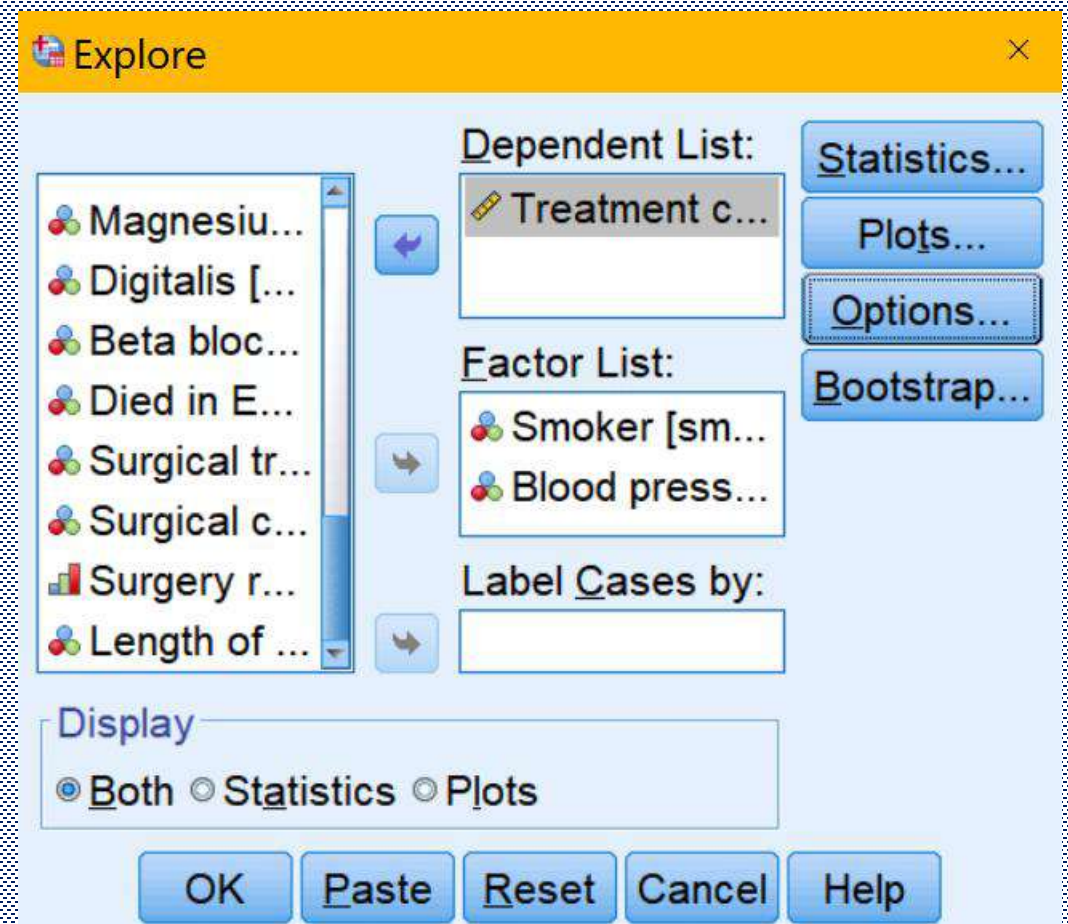 Explore
Dependent List:
Treatment c...
Magnesiu...
Digitalis [...
Beta bloc...
Died in E...
Surgical tr...
Surgical c...
Surgery r...
Length of ...
Factor List:
Smoker [sm...
Blood press...
Label Cases by:
Statistics...
Plots...
Options...
Bootstrap...
Display
Both Statistics Plots
OK Paste Reset Cancel Help